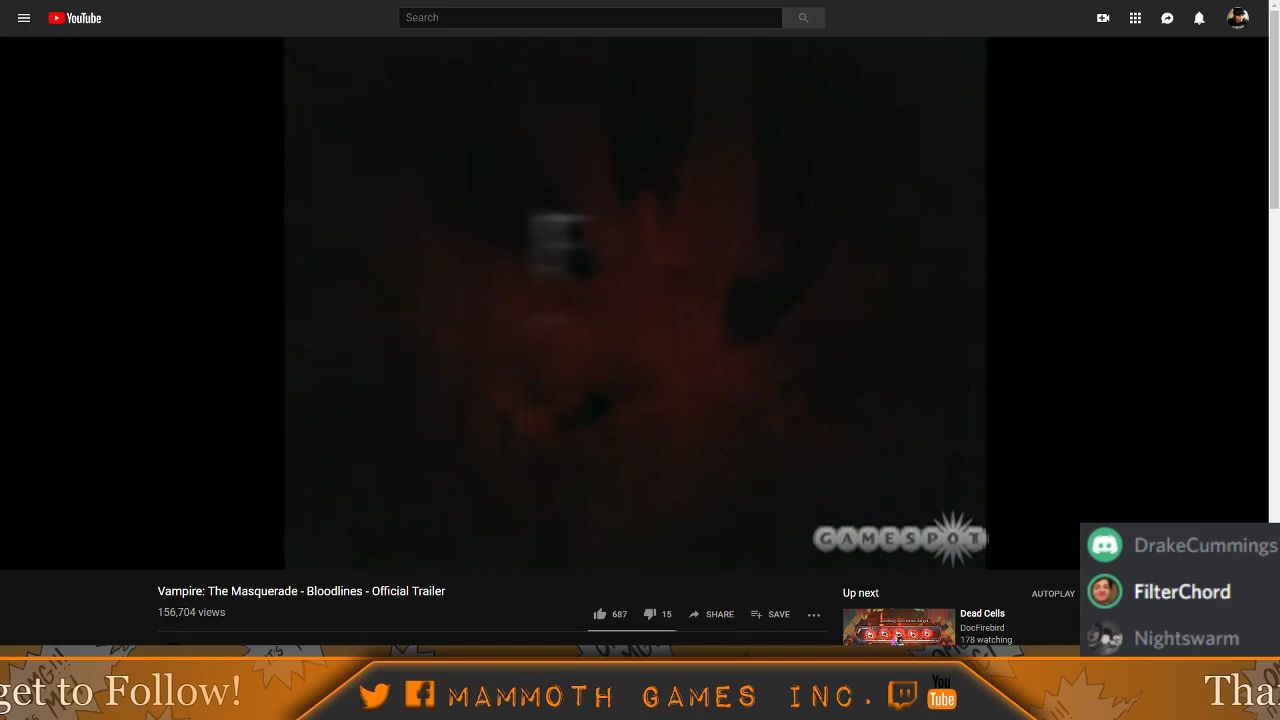 YouTube
Search
GAMESPOT
Vampire: The Masquerade - Bloodlines - Official Trailer
156,704 views
687
15
SHARE
SAVE
Up next
AUTOPLAY
Dead Cells
DocFirebird
178 watching
DrakeCummings
FilterChord
Nightswarm
get to Follow!
MAMMOTH GAMES INC.
You
Tube
Tha